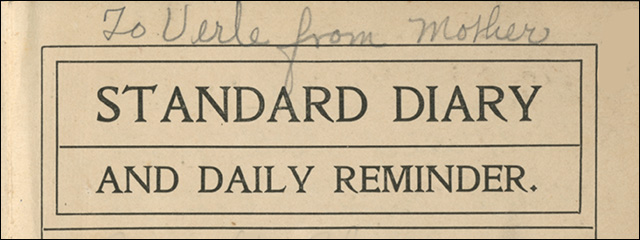 To Verle from Mother
STANDARD DIARY
AND DAILY REMINDER.